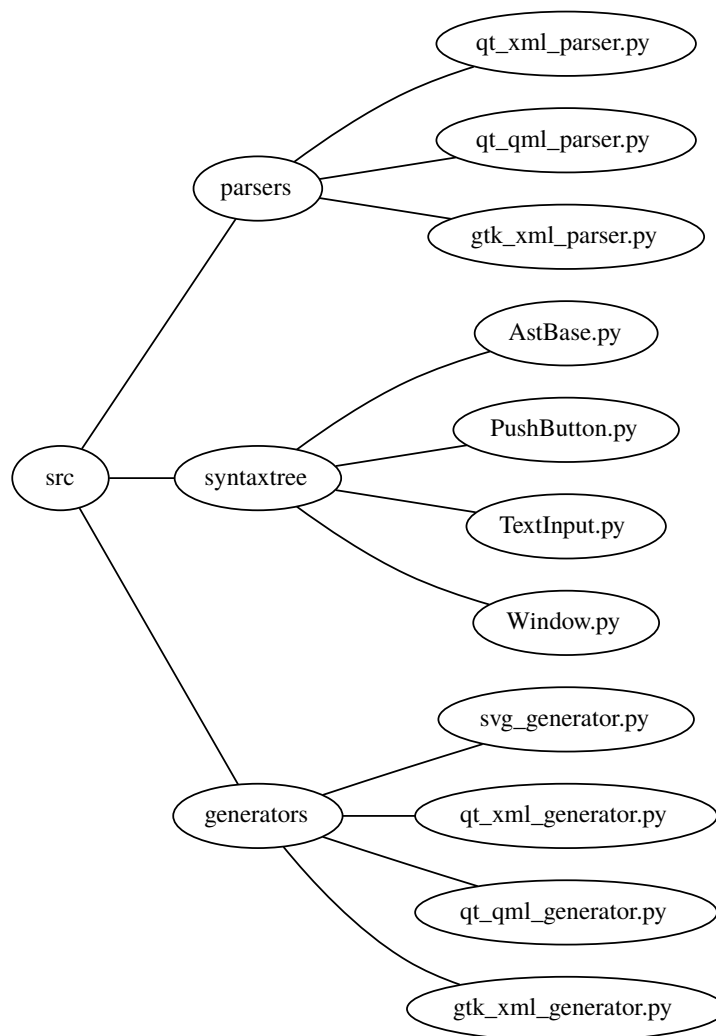 qt_xml_parser.py
qt_qml_parser.py
parsers
gtk_xml_parser.py
AstBase.py
PushButton.py
src
syntaxtree
TextInput.py
Window.py
svg_generator.py
generators
qt_xml_generator.py
qt_qml_generator.py
gtk_xml_generator.py